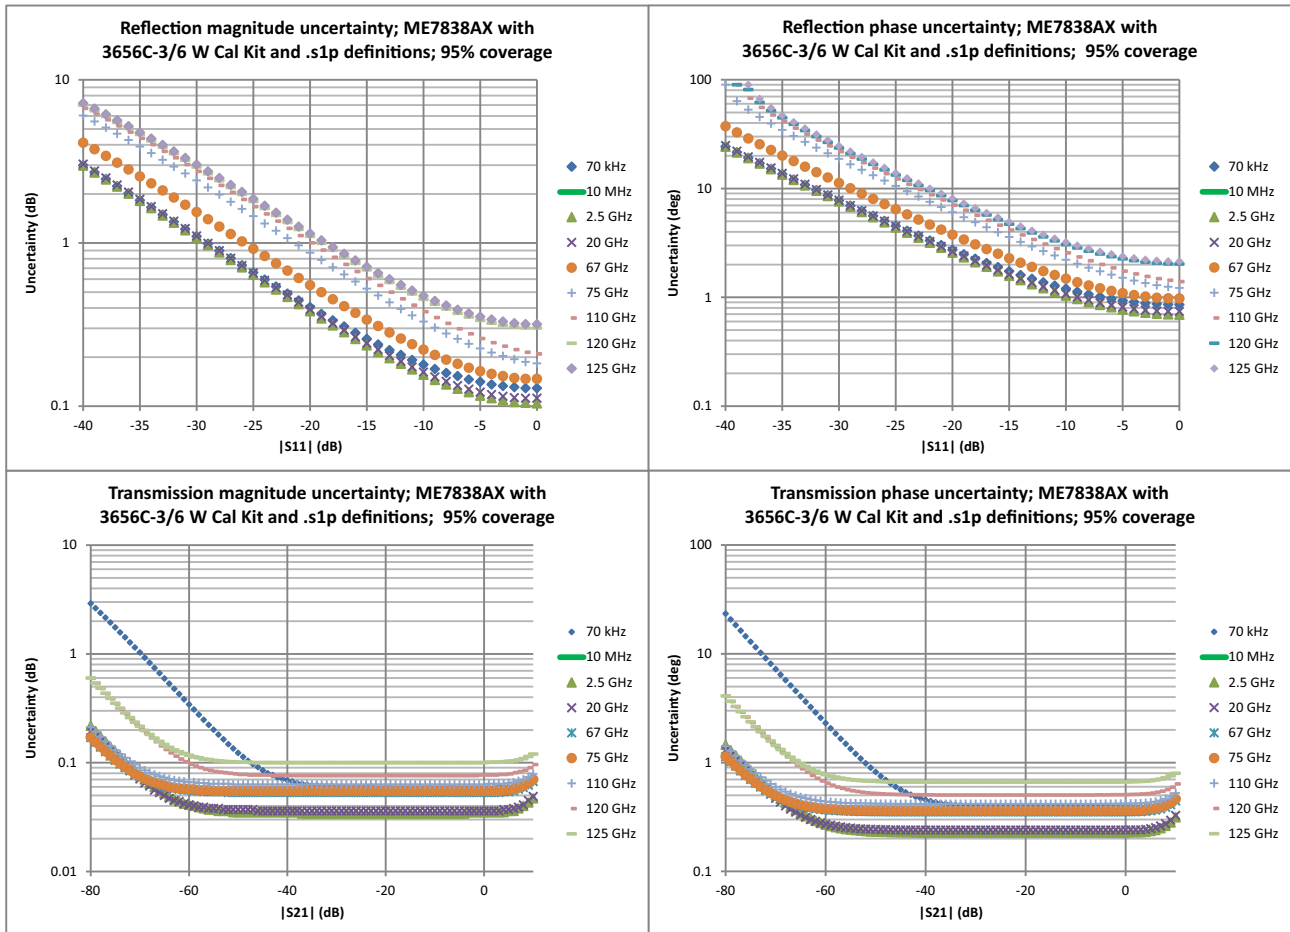 Reflection magnitude uncertainty; ME7838AX with
3656C-3/6 W Cal Kit and .s1p definitions; 95% coverage
10
1
0.1
Uncertainty (dB)
-40 -35 -30 -25 -20 -15 -10 -5 0
|S11| (dB)
70 kHz
10 MHz
2.5 GHz
20 GHz
67 GHz
75 GHz
110 GHz
120 GHz
125 GHz
Reflection phase uncertainty; ME7838AX with
3656C-3/6 W Cal Kit and .s1p definitions;  95% coverage
100
10
1
0.1
Uncertainty (deg)
-40 -35 -30 -25 -20 -15 -10 -5 0
|S11| (dB)
70 kHz
10 MHz
2.5 GHz
20 GHz
67 GHz
75 GHz
110 GHz
120 GHz
125 GHz
Transmission magnitude uncertainty; ME7838AX with
3656C-3/6 W Cal Kit and .s1p definitions;  95% coverage
10
1
0.1
0.01
Uncertainty (dB)
-80 -60 -40 -20 0
|S21| (dB)
70 kHz
10 MHz
2.5 GHz
20 GHz
67 GHz
75 GHz
110 GHz
120 GHz
125 GHz
Transmission phase uncertainty; ME7838AX with
3656C-3/6 W Cal Kit and .s1p definitions; 95% coverage
100
10
1
0.1
Uncertainty (deg)
-80 -60 -40 -20 0
|S21| (dB)
70 kHz
10 MHz
2.5 GHz
20 GHz
67 GHz
75 GHz
110 GHz
120 GHz
125 GHz